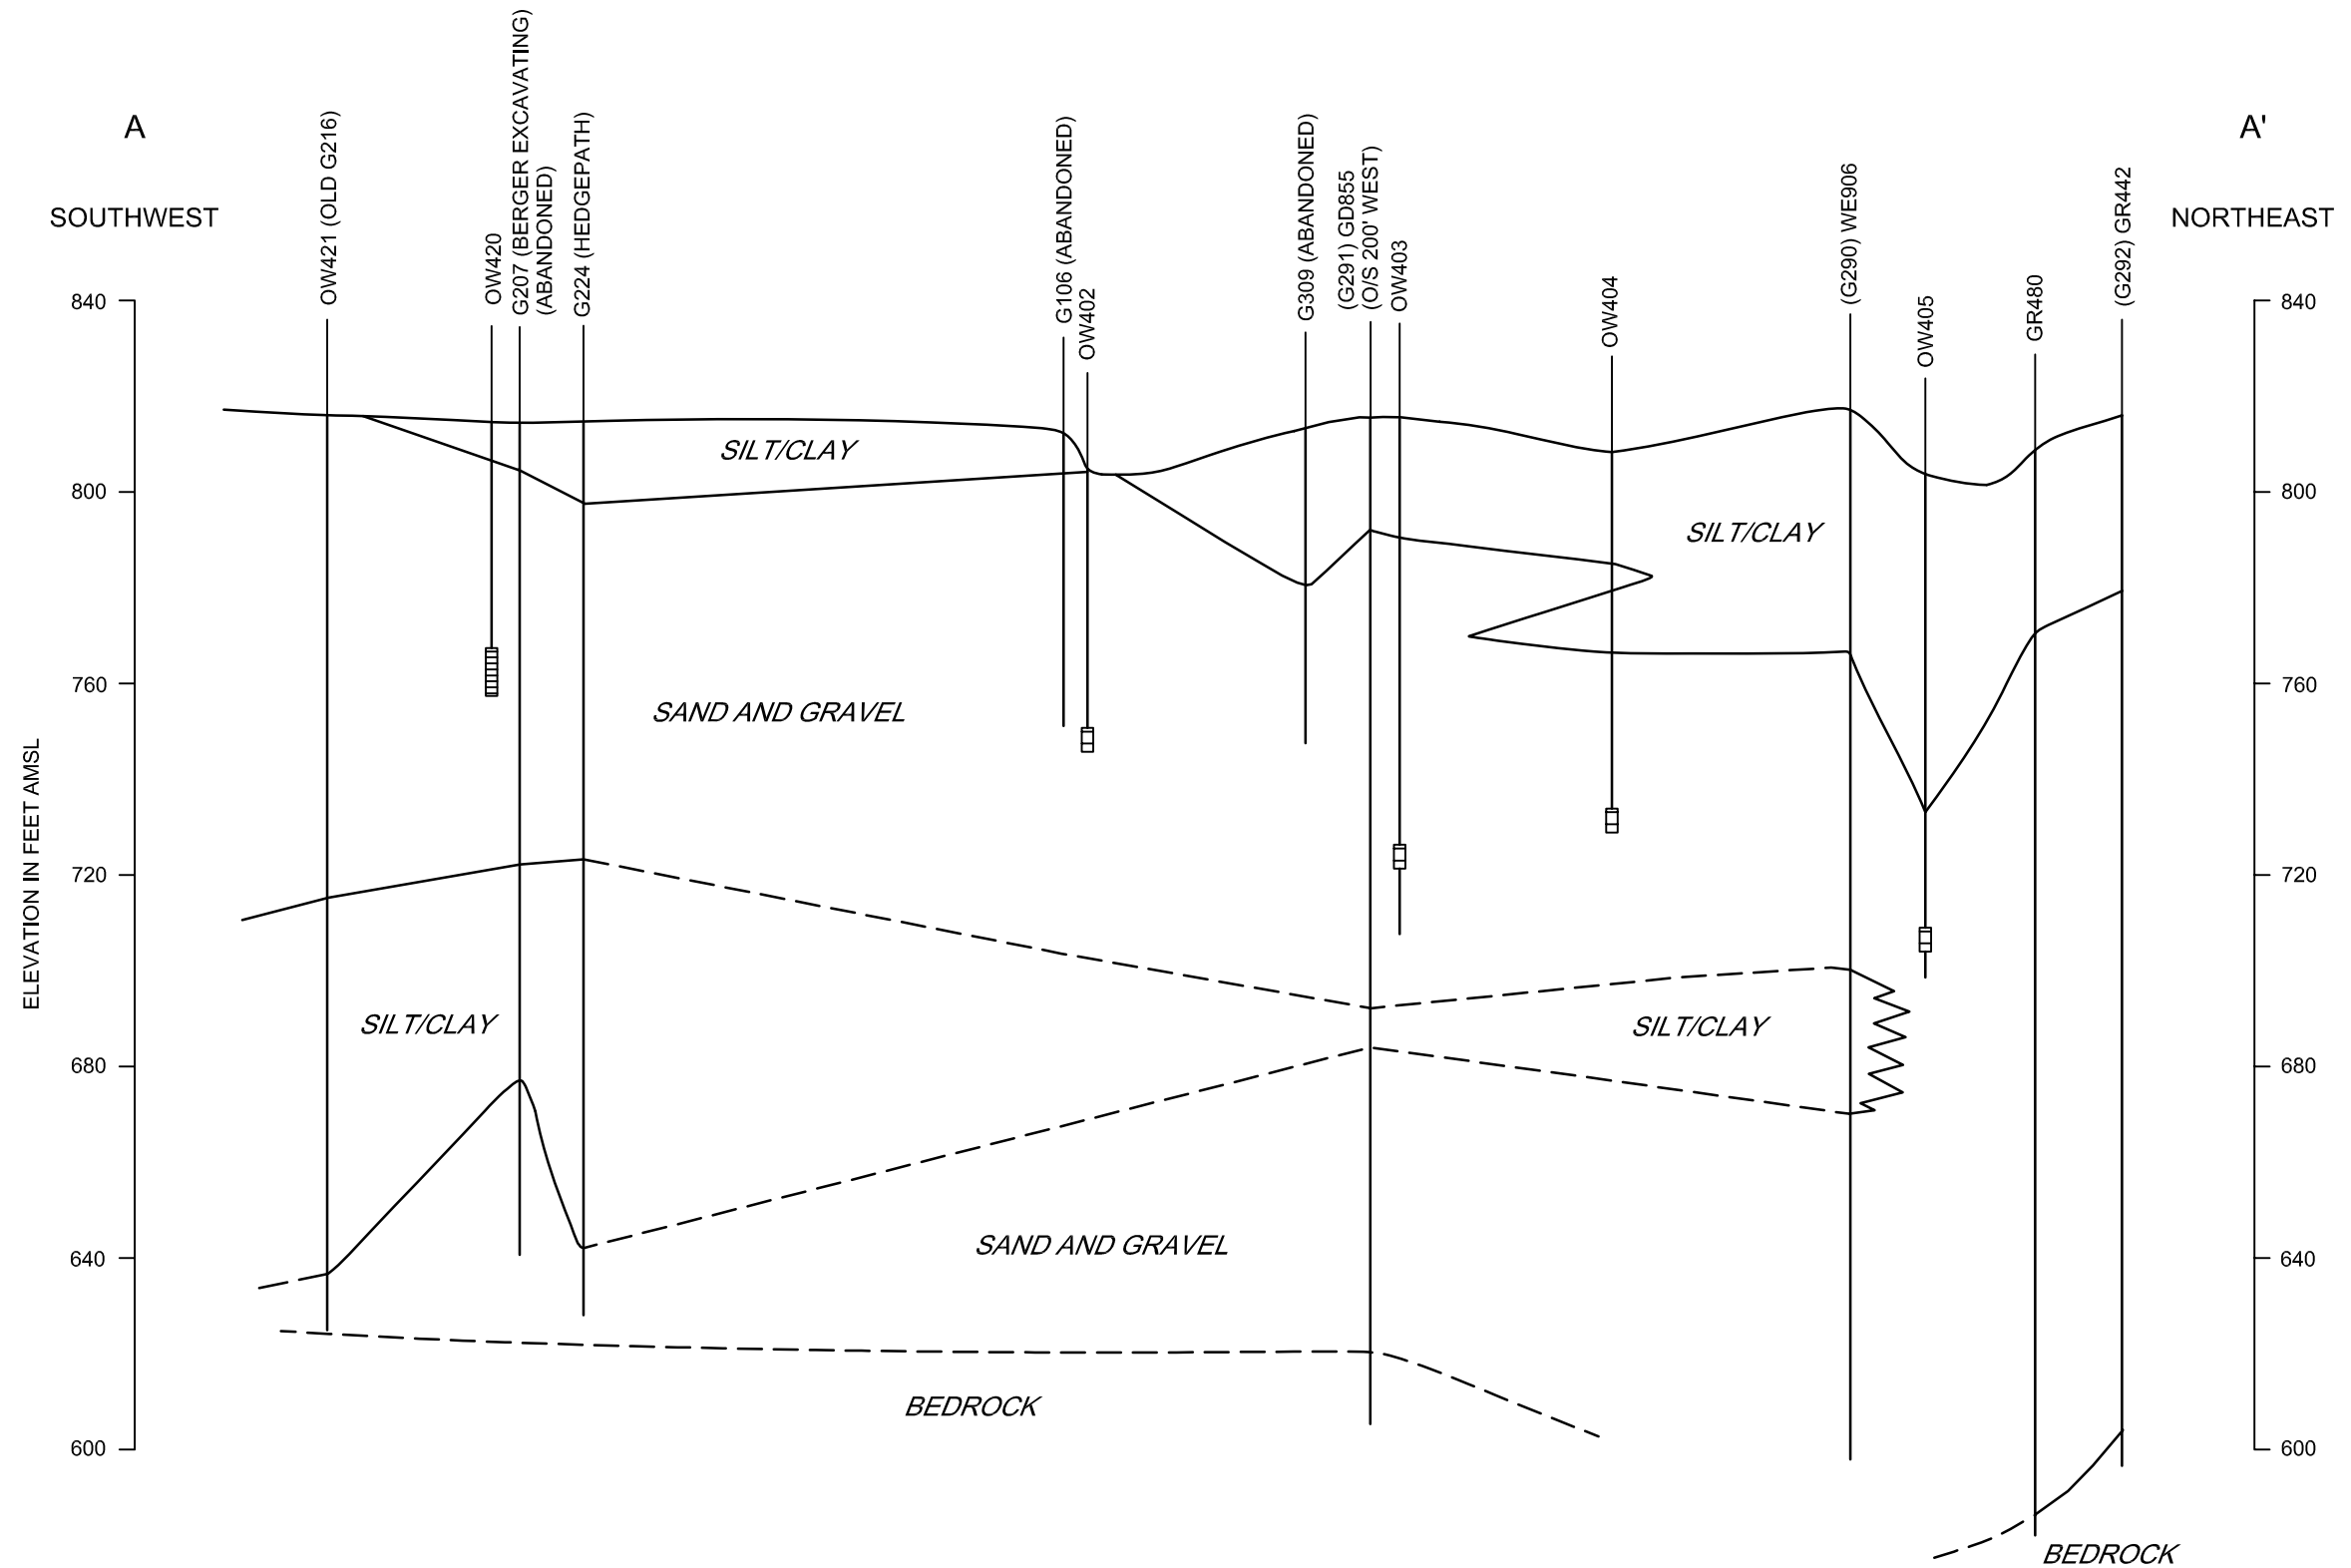 A
A'
SOUTHWEST
NORTHEAST
OW421 (OLD G216)
OW420
G207 (BERGER EXCAVATING)
(ABANDONED)
G224 (HEDGEPATH)
G106 (ABANDONED)
OW402
G309 (ABANDONED)
(G291) GD855
(O/S 200' WEST)
OW403
OW404
(G290) WE906
OW405
GR480
(G292) GR442
840
840
SILT/CLAY
800
800
SILT/CLAY
760
760
SAND AND GRAVEL
ELEVATION IN FEET AMSL
720
720
SILT/CLAY
SILT/CLAY
680
680
SAND AND GRAVEL
640
640
BEDROCK
600
600
BEDROCK